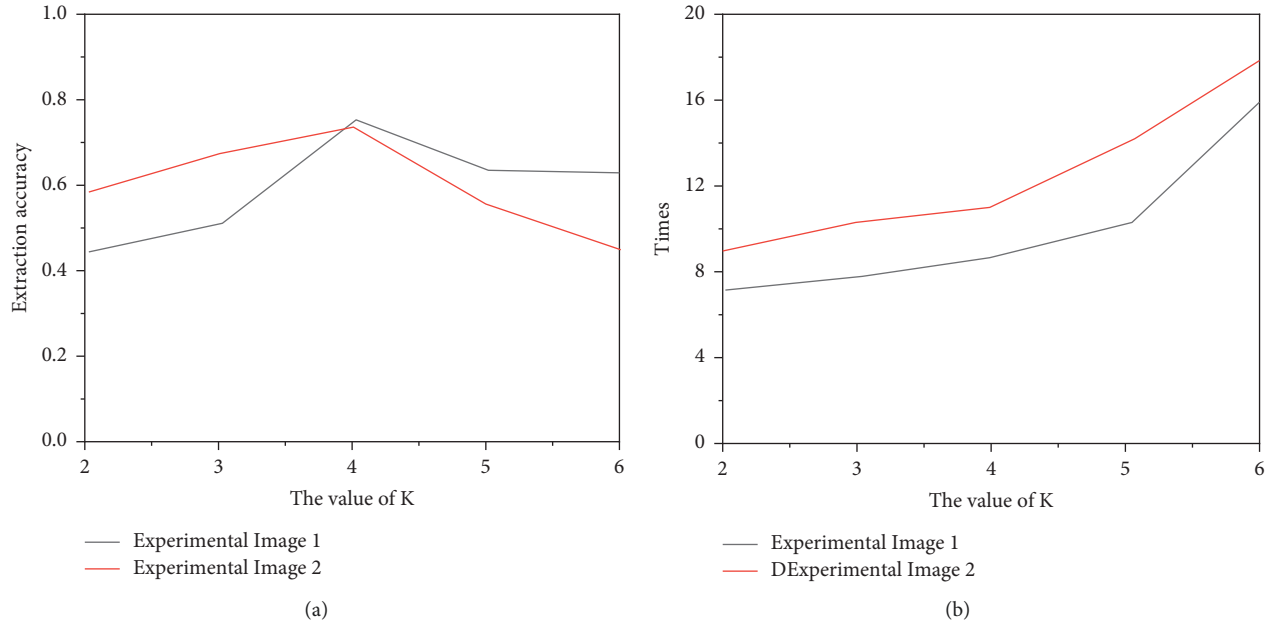 1.0
0.8
0.6
0.4
0.2
0.0
Extraction accuracy
2 3 4 5 6
The value of K
Experimental Image 1
Experimental Image 2
(a)
20
16
12
8
4
0
Times
2 3 4 5 6
The value of K
Experimental Image 1
DExperimental Image 2
(b)